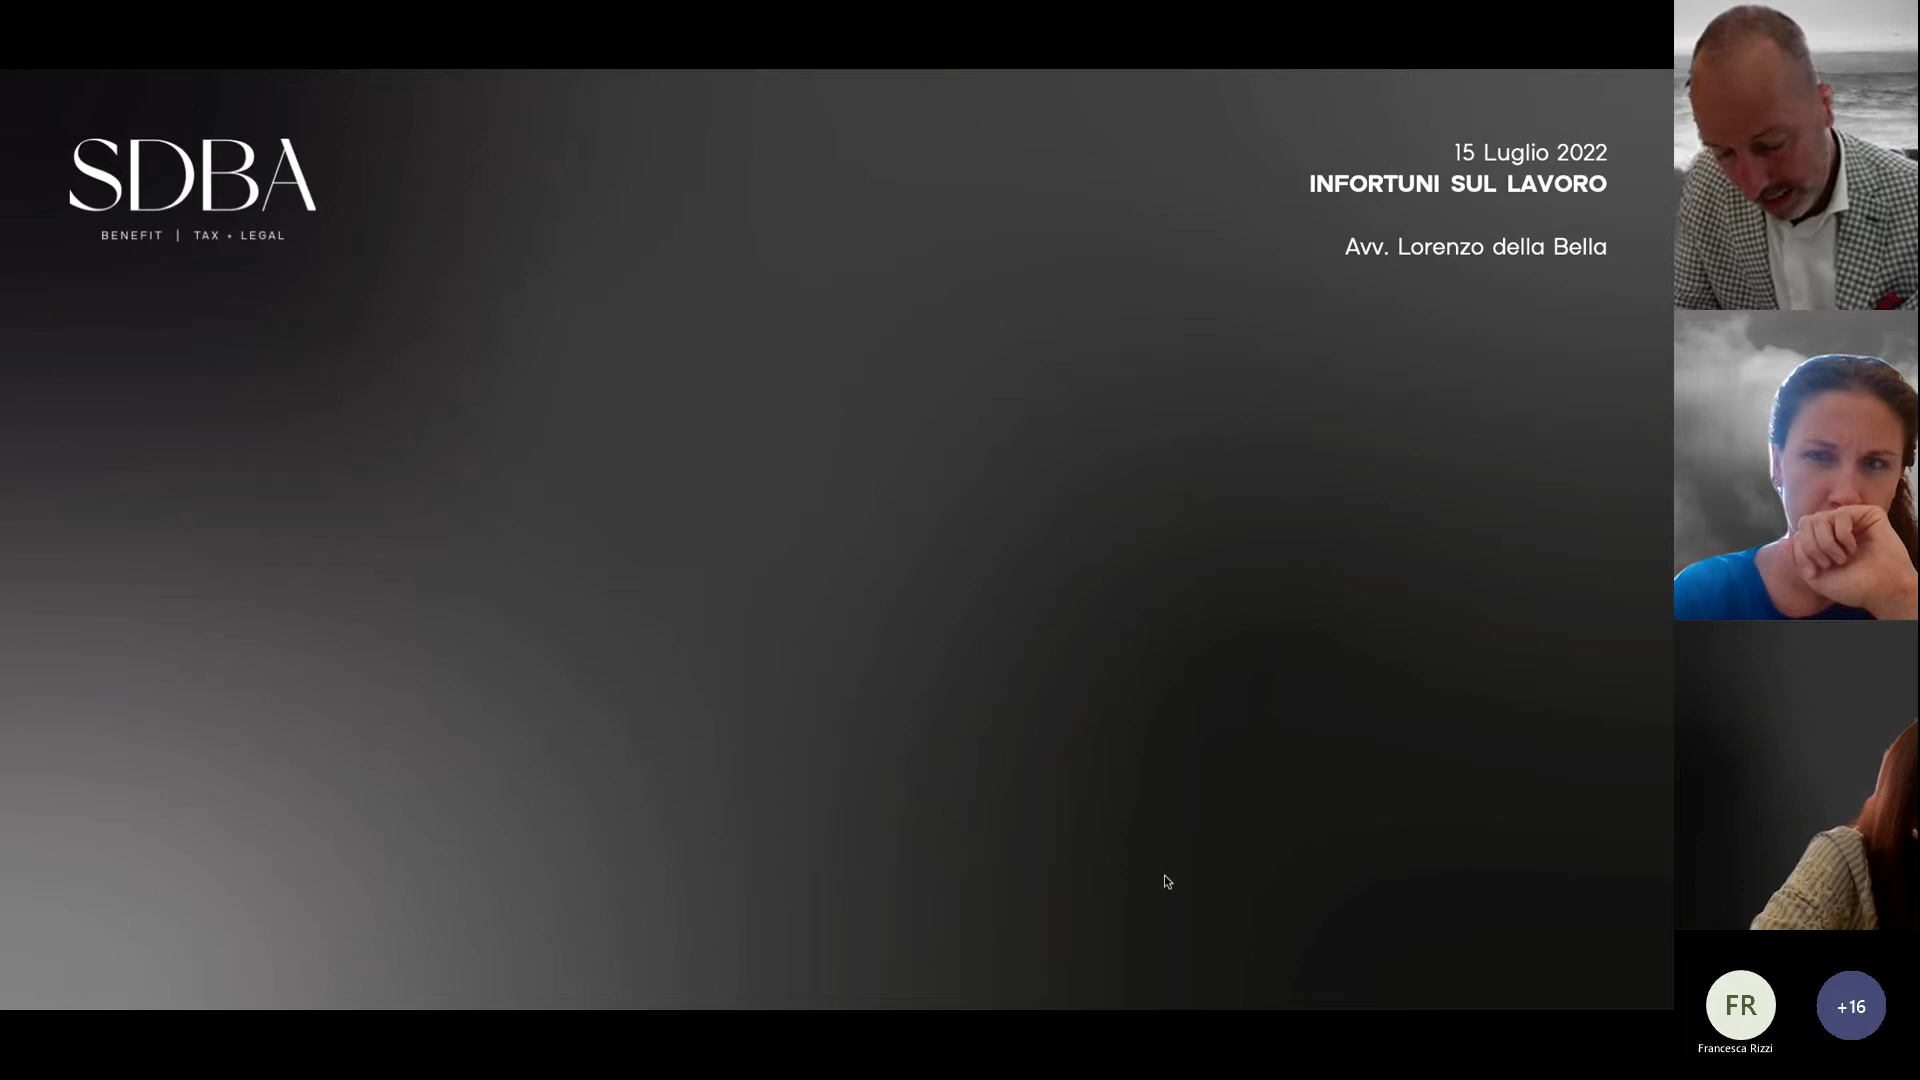 SDBA
BENEFIT | TAX + LEGAL
15 Luglio 2022
INFORTUNI SUL LAVORO
Avv. Lorenzo della Bella
FR
Francesca Rizzi
+16